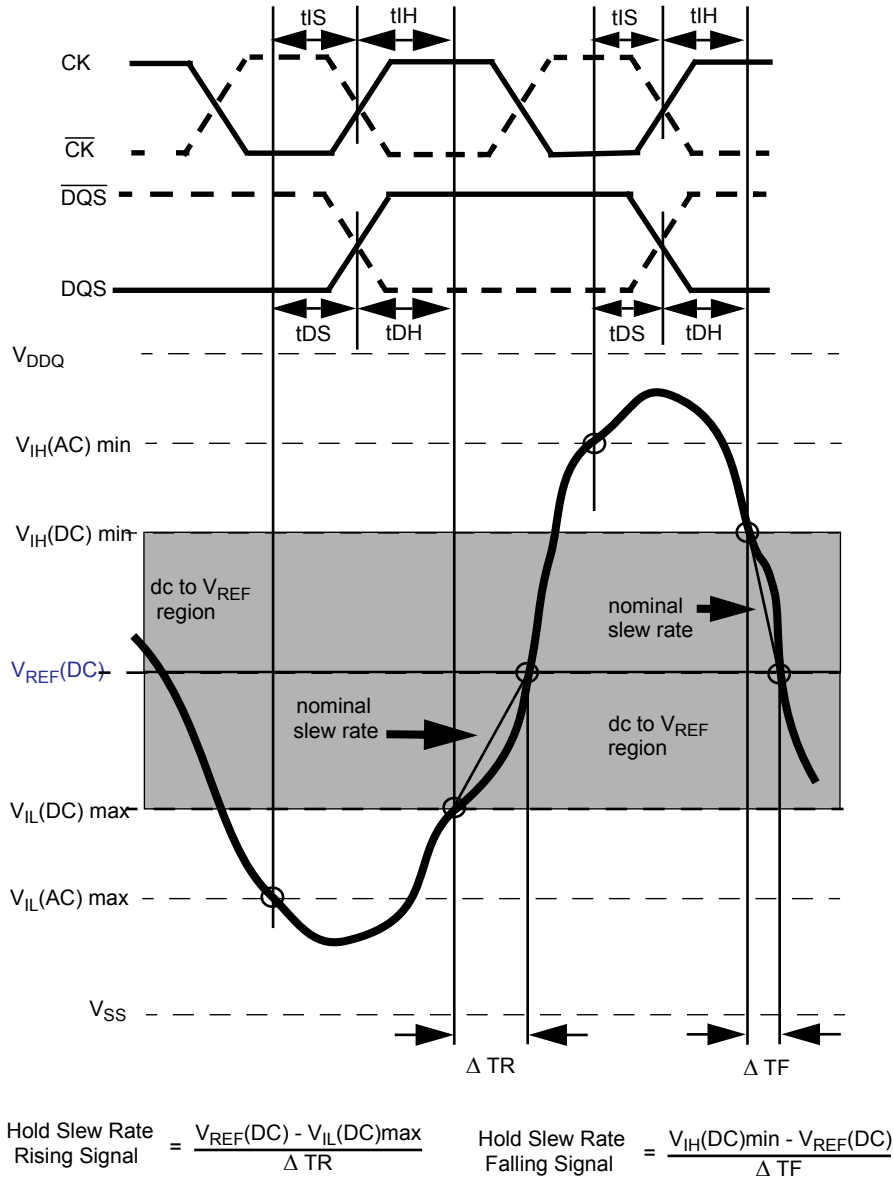 tIS tIH tIS tIH
CK
CK
DQS
DQS
tDS tDH tDS tDH
VDDQ
VIH(AC) min
VIH(DC) min
dc to VREF
region
nominal
slew rate
VREF(DC)
nominal
slew rate
dc to VREF
region
VIL(DC) max
VIL(AC) max
VSS
Δ TR Δ TF
Hold Slew Rate
Rising Signal
= VREF(DC) - VIL(DC)max
Δ TR
Hold Slew Rate
Falling Signal
= VIH(DC)min - VREF(DC)
Δ TF